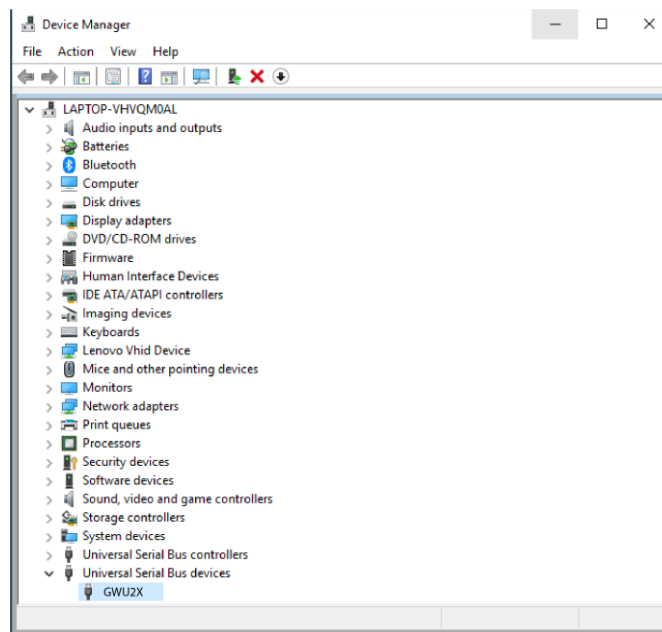 Device Manager
File Action View Help
LAPTOP-VHVQM0AL
Audio inputs and outputs
Batteries
Bluetooth
Computer
Disk drives
Display adapters
DVD/CD-ROM drives
Firmware
Human Interface Devices
IDE ATA/ATAPI controllers
Imaging devices
Keyboards
Lenovo Vhid Device
Mice and other pointing devices
Monitors
Network adapters
Print queues
Processors
Security devices
Software devices
Sound, video and game controllers
Storage controllers
System devices
Universal Serial Bus controllers
Universal Serial Bus devices
GWU2X